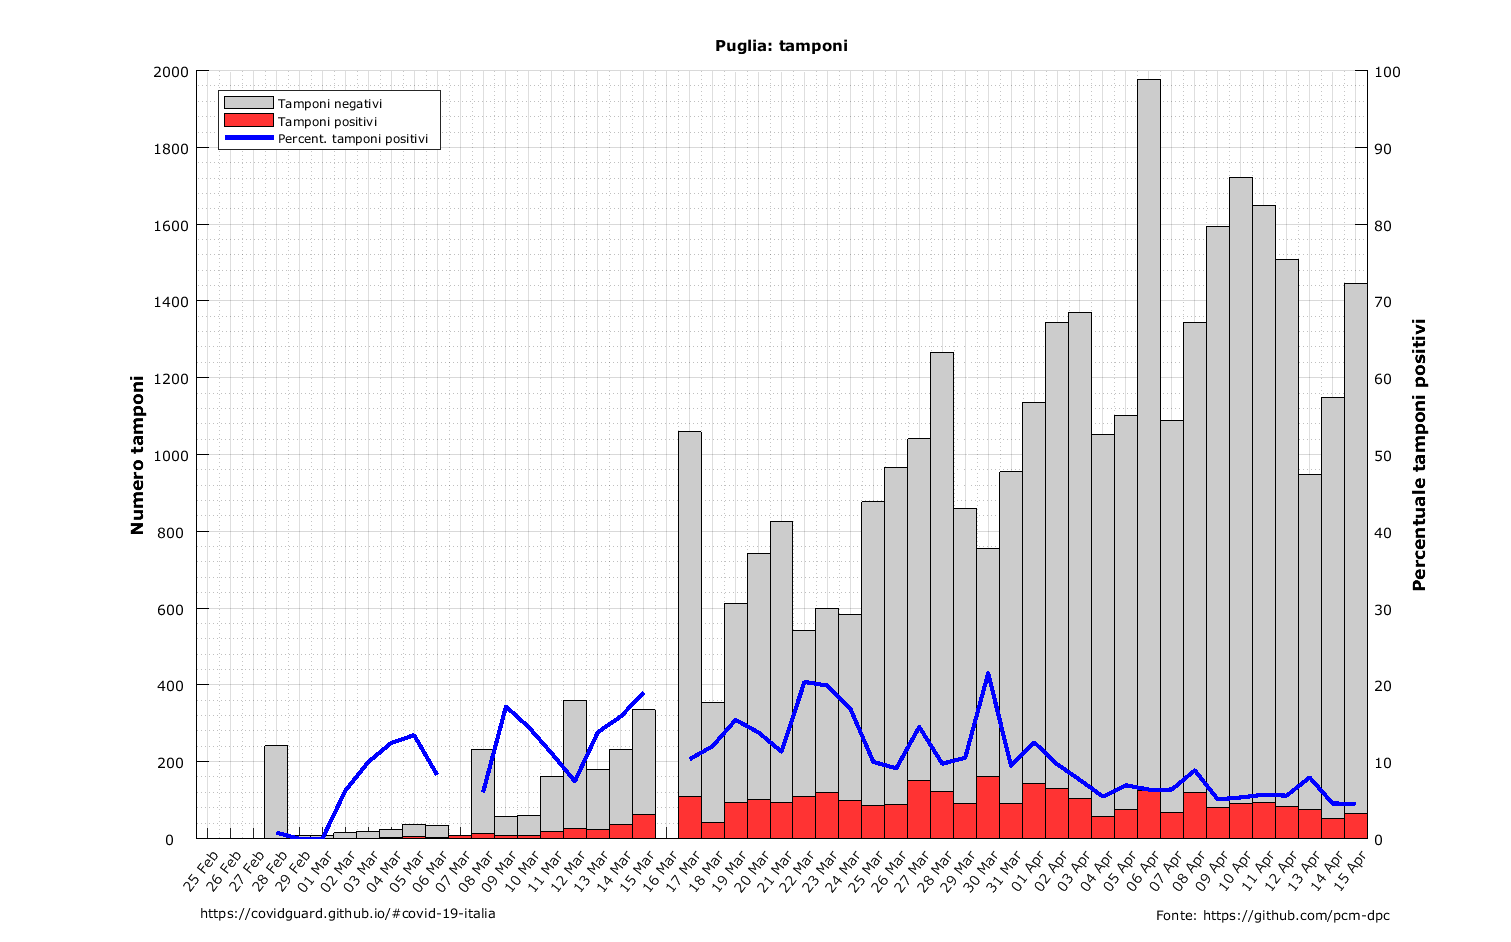 Puglia: tamponi
Tamponi negativi
Tamponi positivi
Percent. tamponi positivi
Numero tamponi
2000
1800
1600
1400
1200
1000
800
600
400
200
0
Percentuale tamponi positivi
100
90
80
70
60
50
40
30
20
10
0
25 Feb
26 Feb
27 Feb
28 Feb
29 Feb
01 Mar
02 Mar
03 Mar
04 Mar
05 Mar
06 Mar
07 Mar
08 Mar
09 Mar
10 Mar
11 Mar
12 Mar
13 Mar
14 Mar
15 Mar
16 Mar
17 Mar
18 Mar
19 Mar
20 Mar
21 Mar
22 Mar
23 Mar
24 Mar
25 Mar
26 Mar
27 Mar
28 Mar
29 Mar
30 Mar
31 Mar
01 Apr
02 Apr
03 Apr
04 Apr
05 Apr
06 Apr
07 Apr
08 Apr
09 Apr
10 Apr
11 Apr
12 Apr
13 Apr
14 Apr
15 Apr
https://covidguard.github.io/#covid-19-italia
Fonte: https://github.com/pcm-dpc